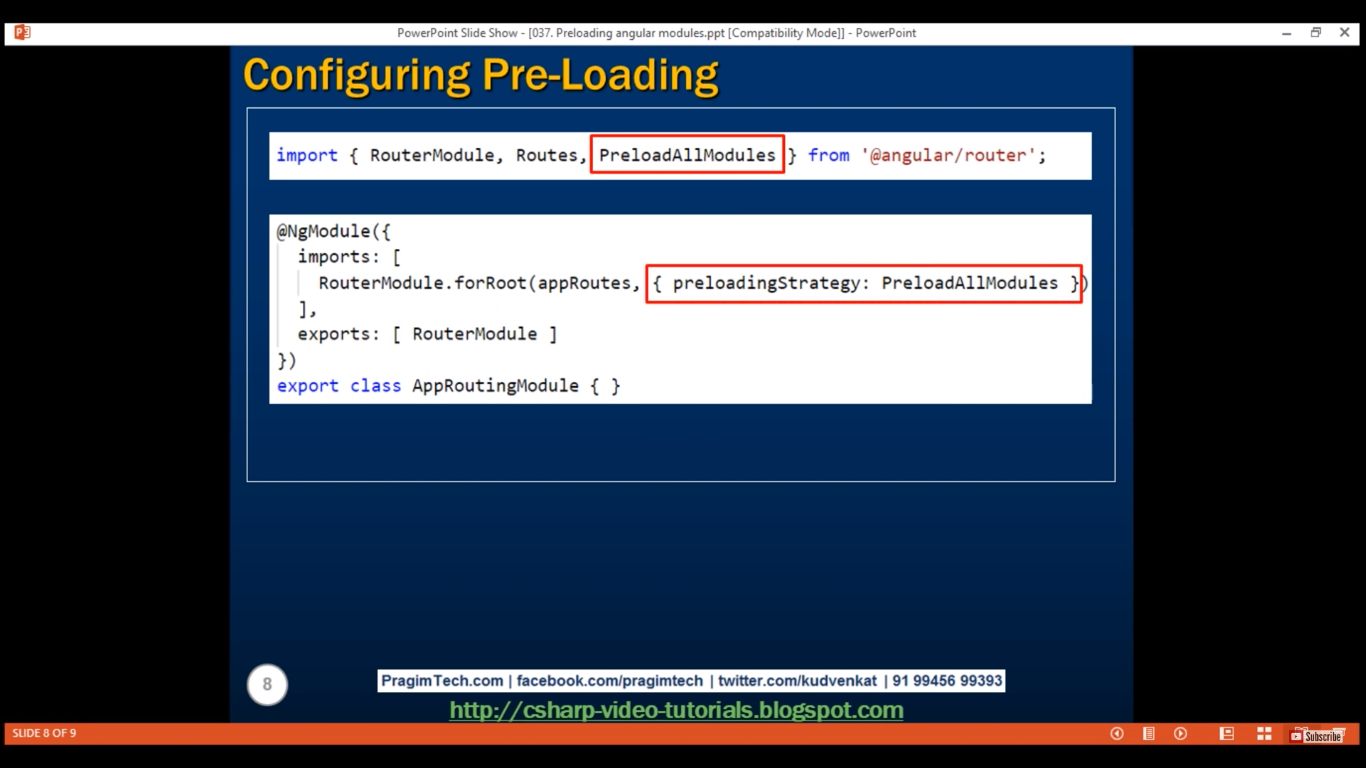 PowerPoint Slide Show - [037. Preloading angular modules.ppt [Compatibility Mode]] - PowerPoint
Configuring Pre-Loading
import { RouterModule, Routes, PreloadAllModules } from '@angular/router';
@NgModule({
imports: [
RouterModule.forRoot(appRoutes, { preloadingStrategy: PreloadAllModules })
],
exports: [ RouterModule ]
})
export class AppRoutingModule { }
8
PragimTech.com | facebook.com/pragimtech | twitter.com/kudvenkat | 91 99456 99393
http://csharp-video-tutorials.blogspot.com
SLIDE 8 OF 9
Subscribe